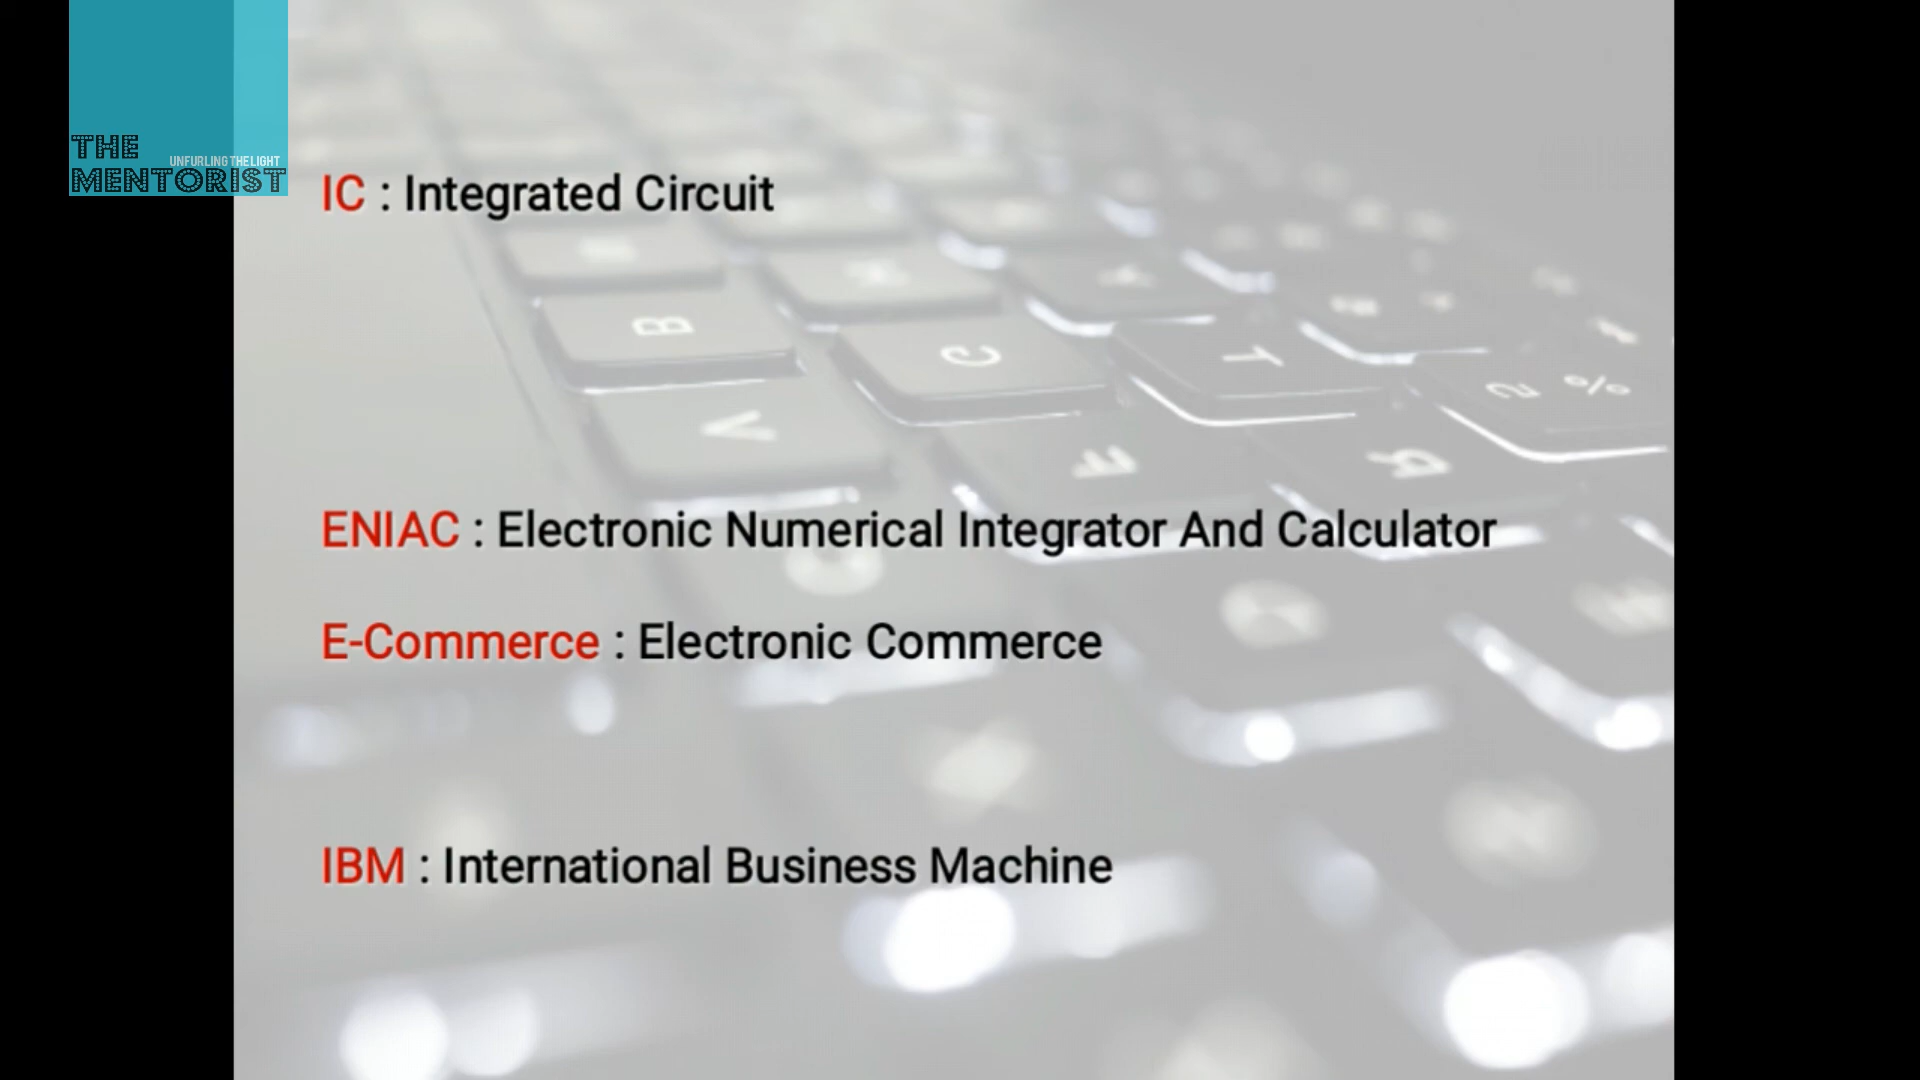 THE
UNFURLING THE LIGHT
MENTORIST
IC : Integrated Circuit
B
C
T
2 %
V
F
R
ENIAC : Electronic Numerical Integrator And Calculator
E-Commerce : Electronic Commerce
IBM : International Business Machine